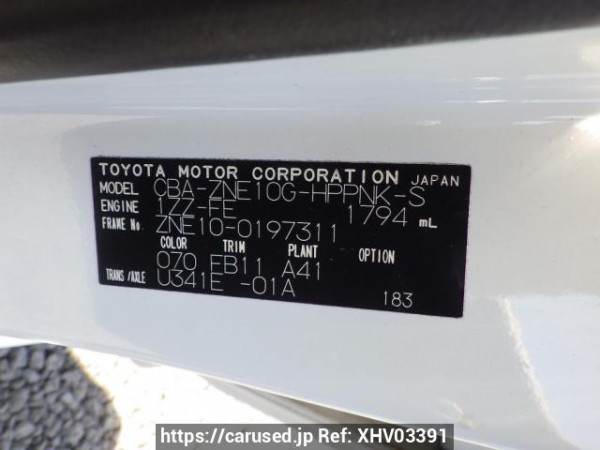 TOYOTA MOTOR CORPORATION JAPAN
MODEL CBA-ZNE10G-HPPNK-S
ENGINE 1ZZ-FE 1794 mL
FRAME No. ZNE10-0197311
COLOR TRIM PLANT OPTION
070 FB11 A41
TRANS/AXLE U341E -01A
183
https://carused.jp Ref: XHV03391